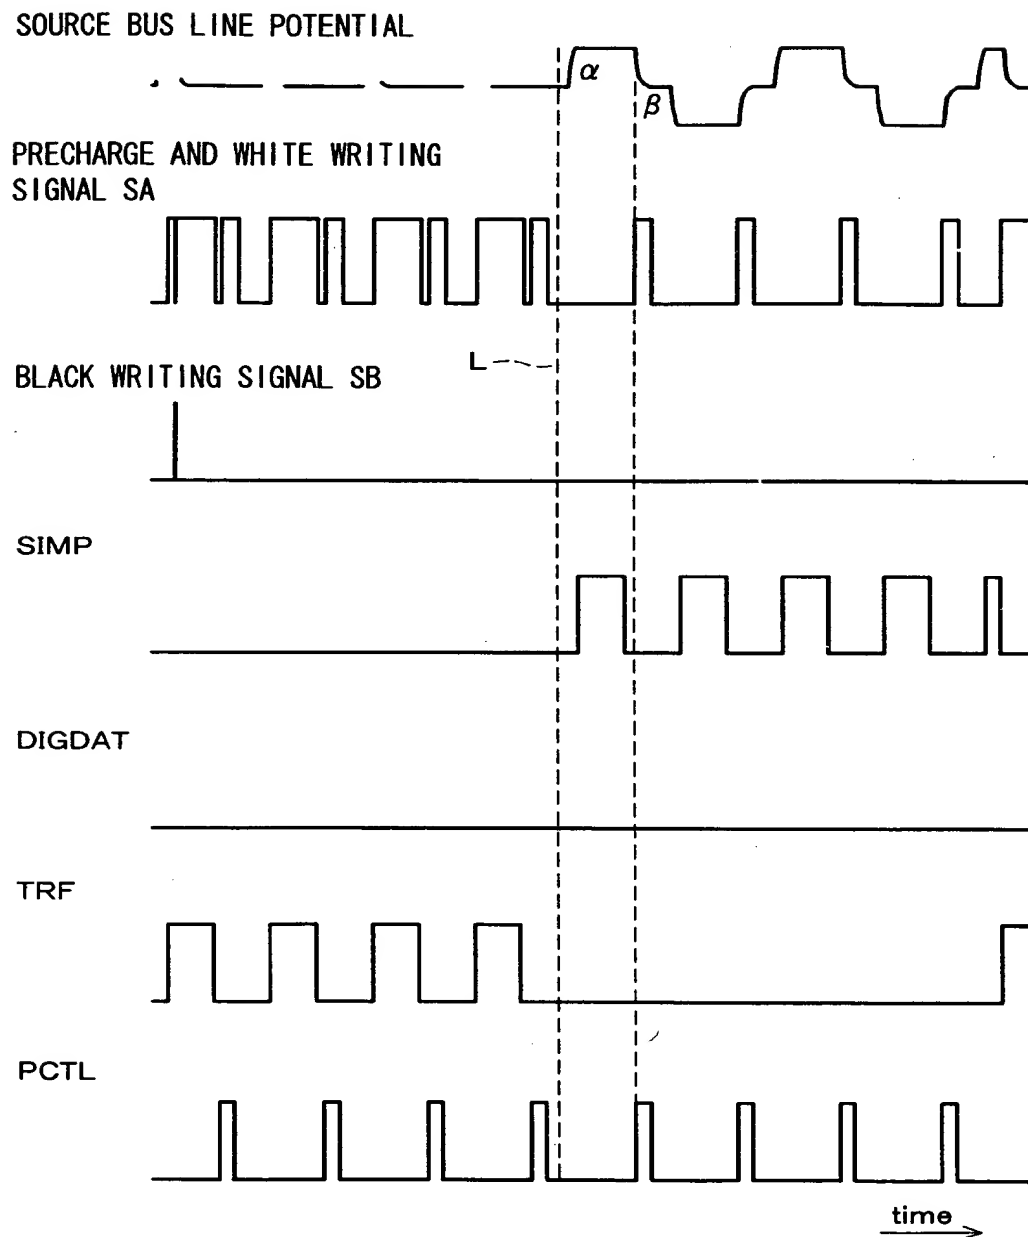 SOURCE BUS LINE POTENTIAL
α
β
PRECHARGE AND WHITE WRITING
SIGNAL SA
L
BLACK WRITING SIGNAL SB
SIMP
DIGDAT
TRF
PCTL
time